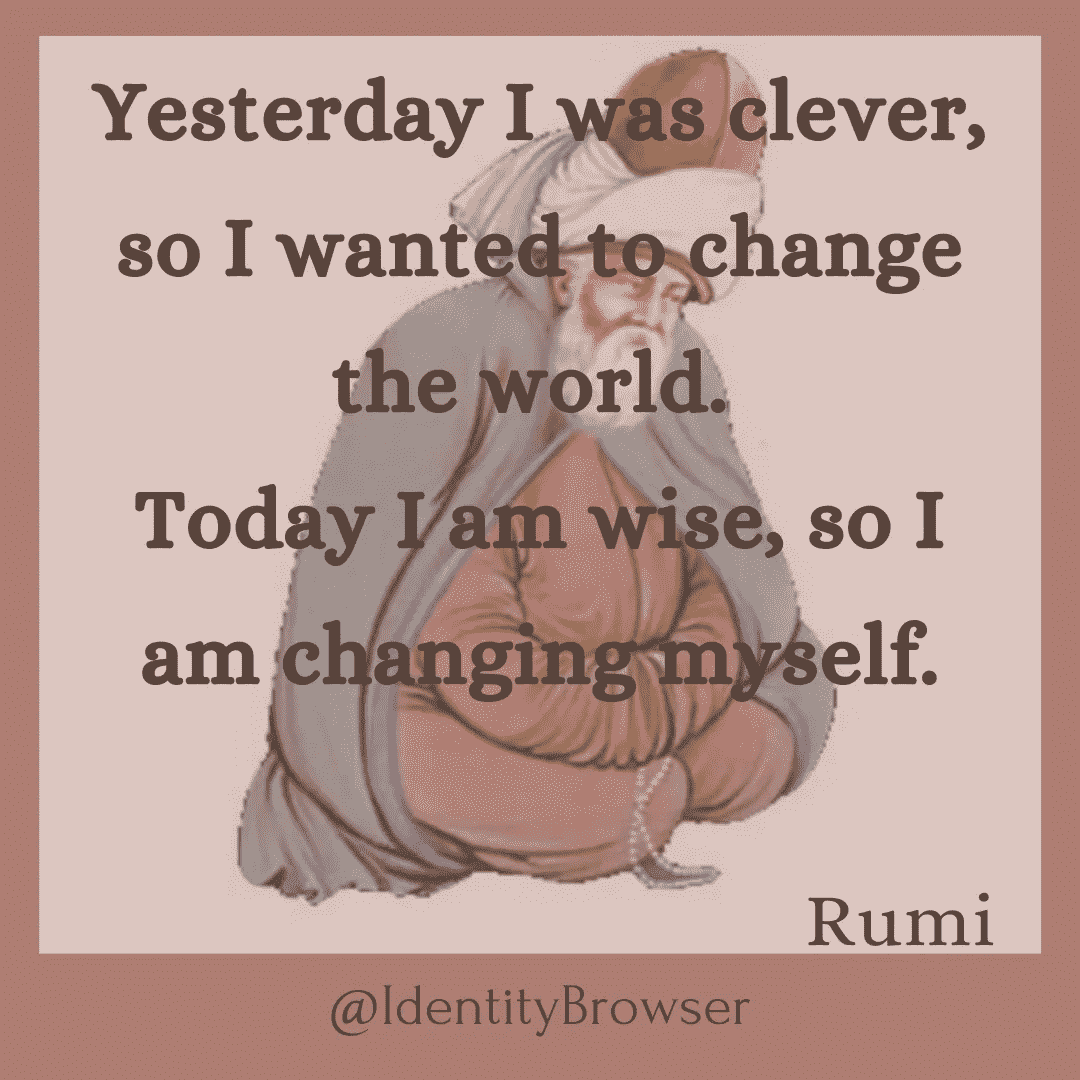 Yesterday I was clever,
so I wanted to change
the world.
Today I am wise, so I
am changing myself.
Rumi
@IdentityBrowser